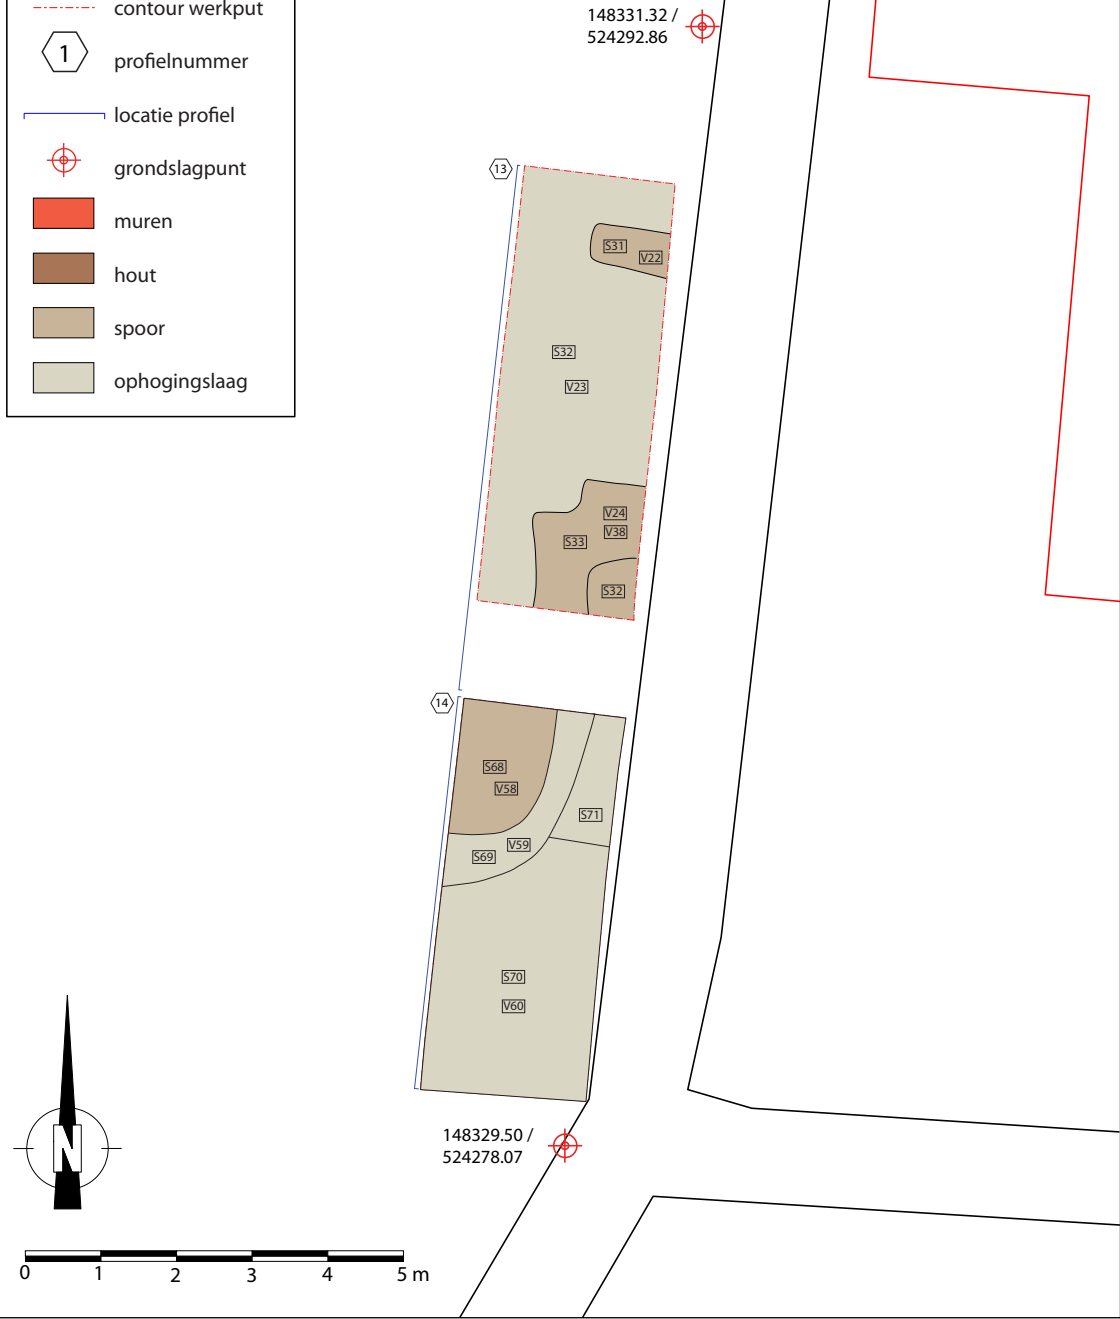 contour werkput
1
profielnummer
locatie profiel
grondslagpunt
muren
hout
spoor
ophogingslaag
148331.32 /
524292.86
13
S31
V22
S32
V23
V24
V38
S33
S32
14
S68
V58
S71
V59
S69
S70
V60
148329.50 /
524278.07
N
0 1 2 3 4 5 m